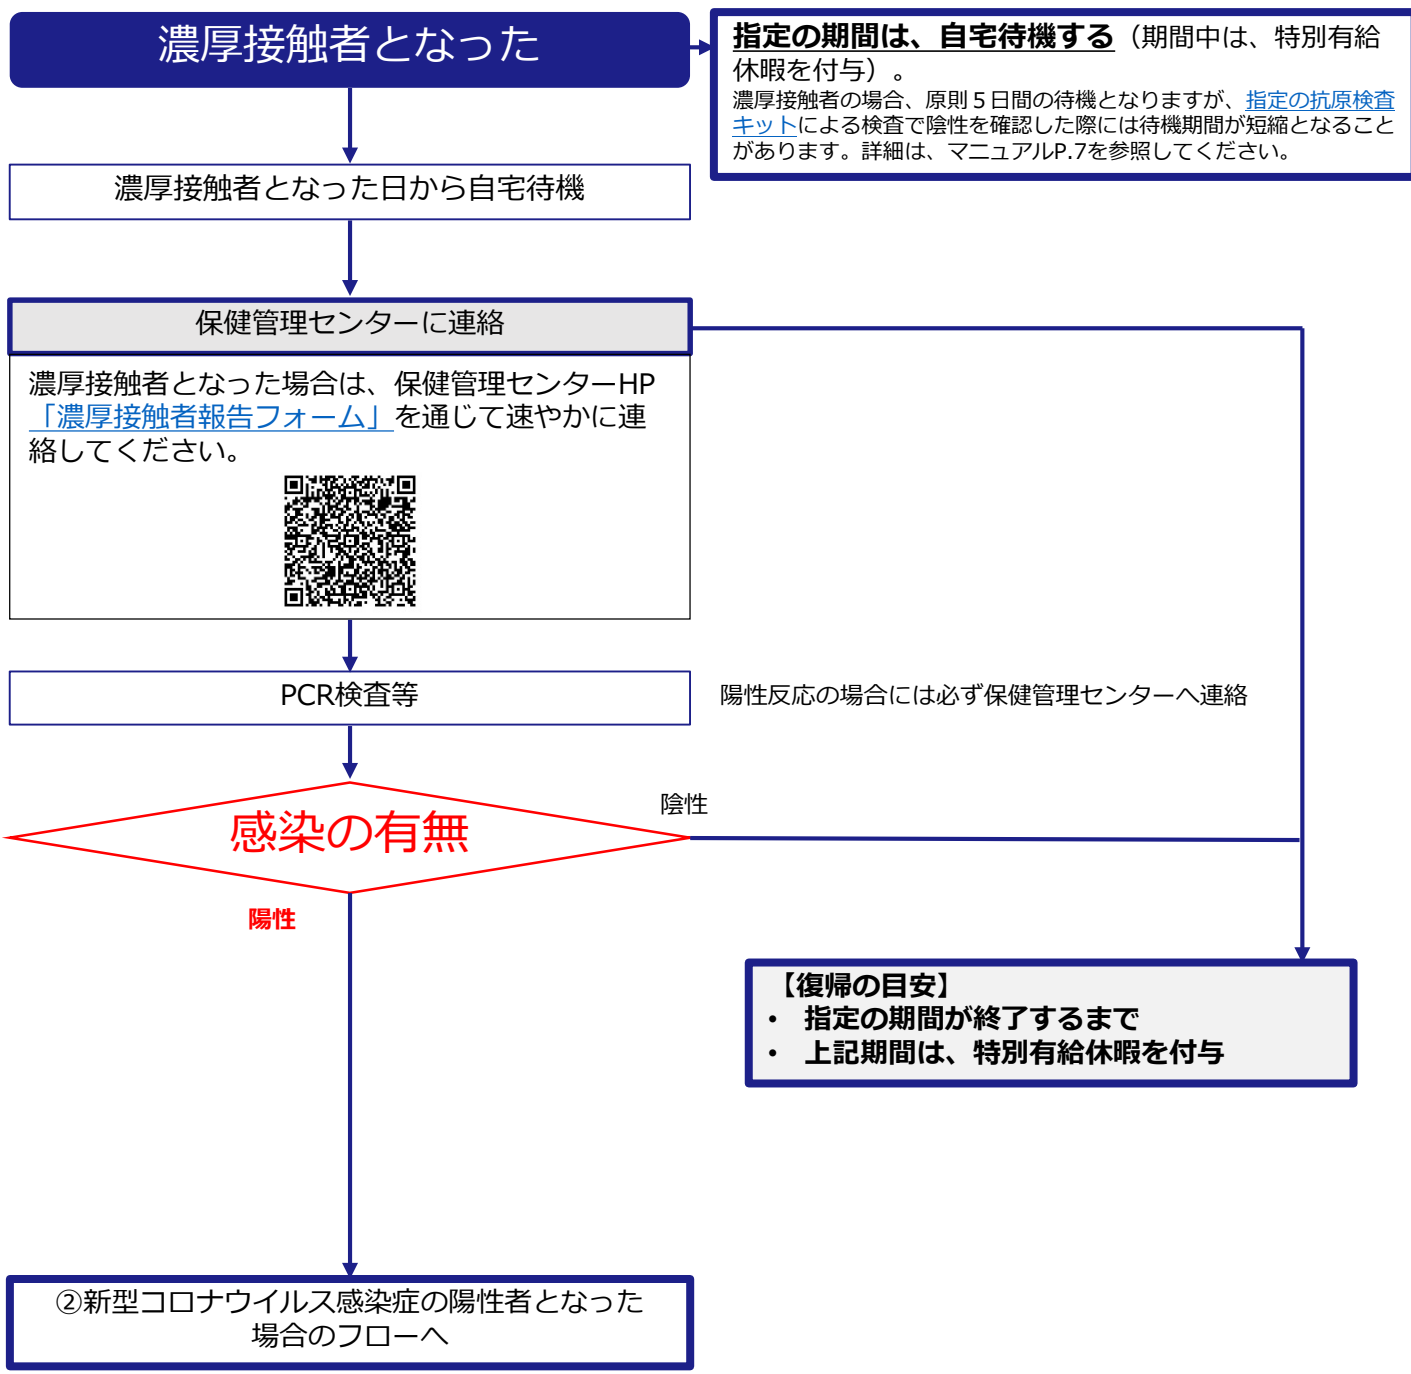 濃厚接触者となった
指定の期間は、自宅待機する（期間中は、特別有給
休暇を付与）。
濃厚接触者の場合、原則５日間の待機となりますが、指定の抗原検査
キットによる検査で陰性を確認した際には待機期間が短縮となること
があります。詳細は、マニュアルP.7を参照してください。
濃厚接触者となった日から自宅待機
保健管理センターに連絡
濃厚接触者となった場合は、保健管理センターHP
「濃厚接触者報告フォーム」を通じて速やかに連
絡してください。
PCR検査等
陽性反応の場合には必ず保健管理センターへ連絡
感染の有無
陰性
陽性
【復帰の目安】
• 指定の期間が終了するまで
• 上記期間は、特別有給休暇を付与
②新型コロナウイルス感染症の陽性者となった
場合のフローへ